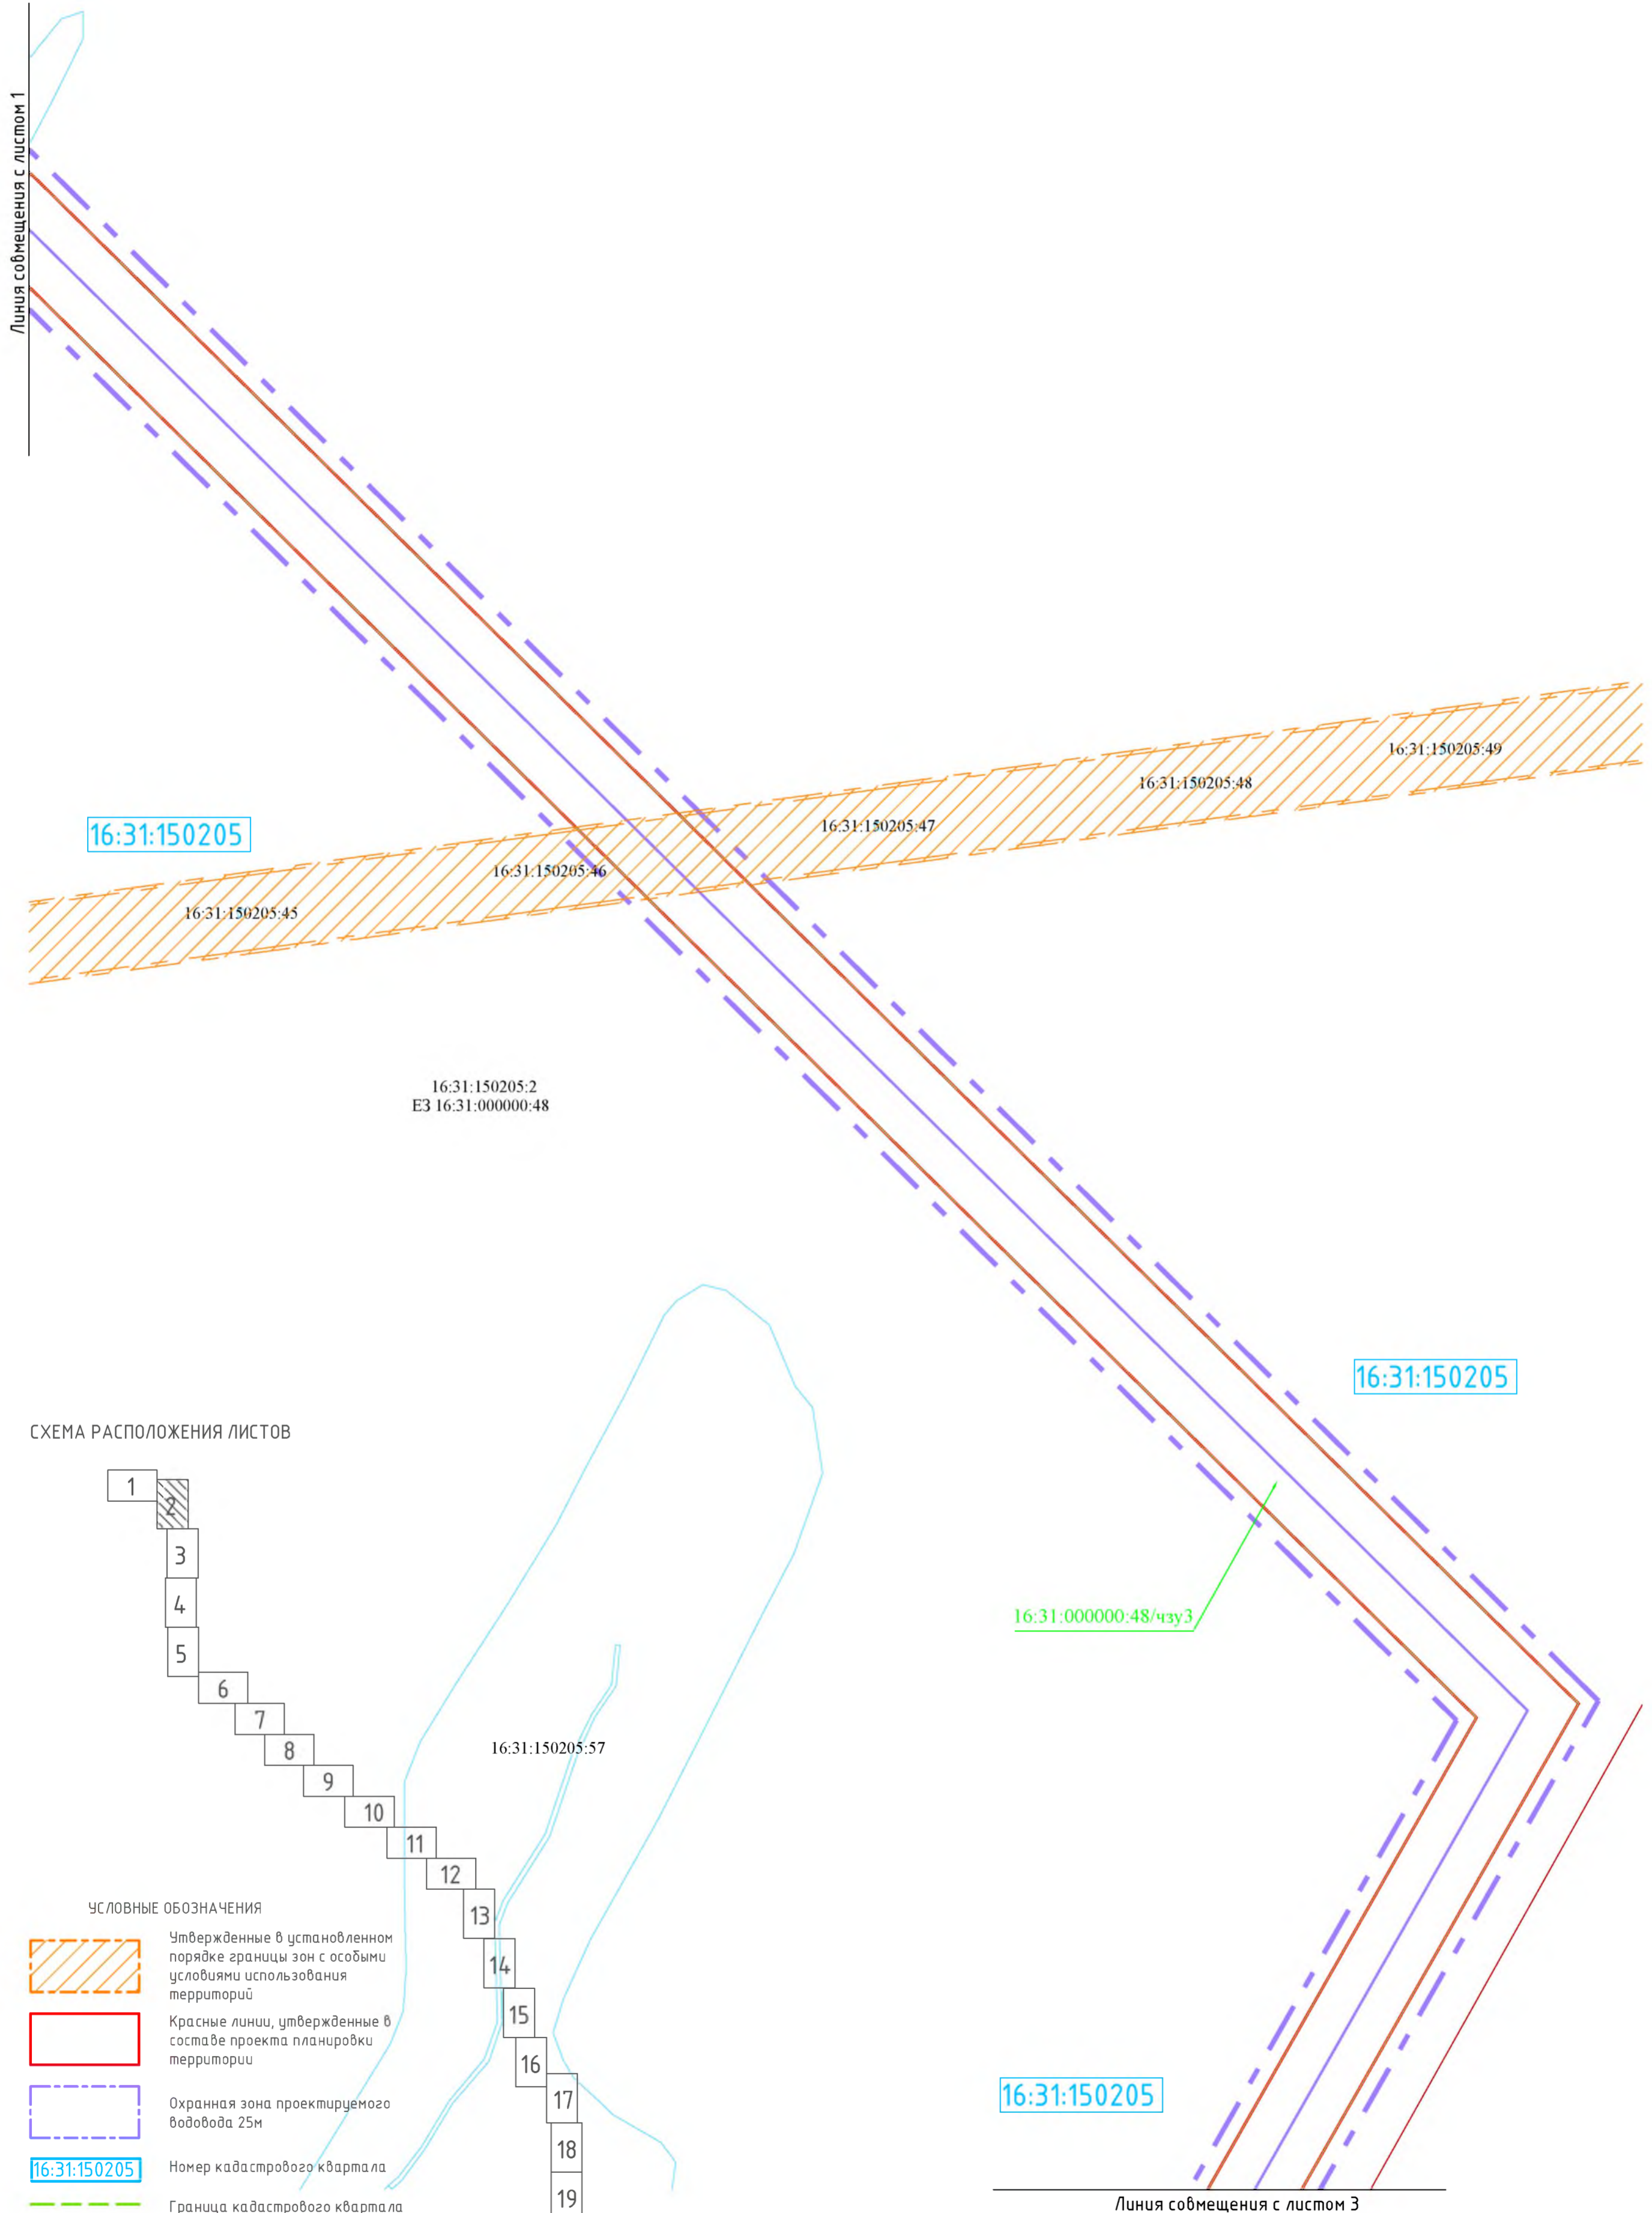 Линия совмещения с листом 1
16:31:150205:49
16:31:150205:48
16:31:150205:47
16:31:150205
16:31:150205:46
16:31:150205:45
16:31:150205:2
ЕЗ 16:31:000000:48
16:31:150205
СХЕМА РАСПОЛОЖЕНИЯ ЛИСТОВ
1
2
3
4
5
6
7
8
9
10
11
12
13
14
15
16
17
18
19
16:31:000000:48/чзу3
16:31:150205:57
УСЛОВНЫЕ ОБОЗНАЧЕНИЯ
Утвержденные в установленном
порядке границы зон с особыми
условиями использования
территорий
Красные линии, утвержденные в
составе проекта планировки
территории
Охранная зона проектируемого
водовода 25м
16:31:150205
Номер кадастрового квартала
Граница кадастрового квартала
16:31:150205
Линия совмещения с листом 3